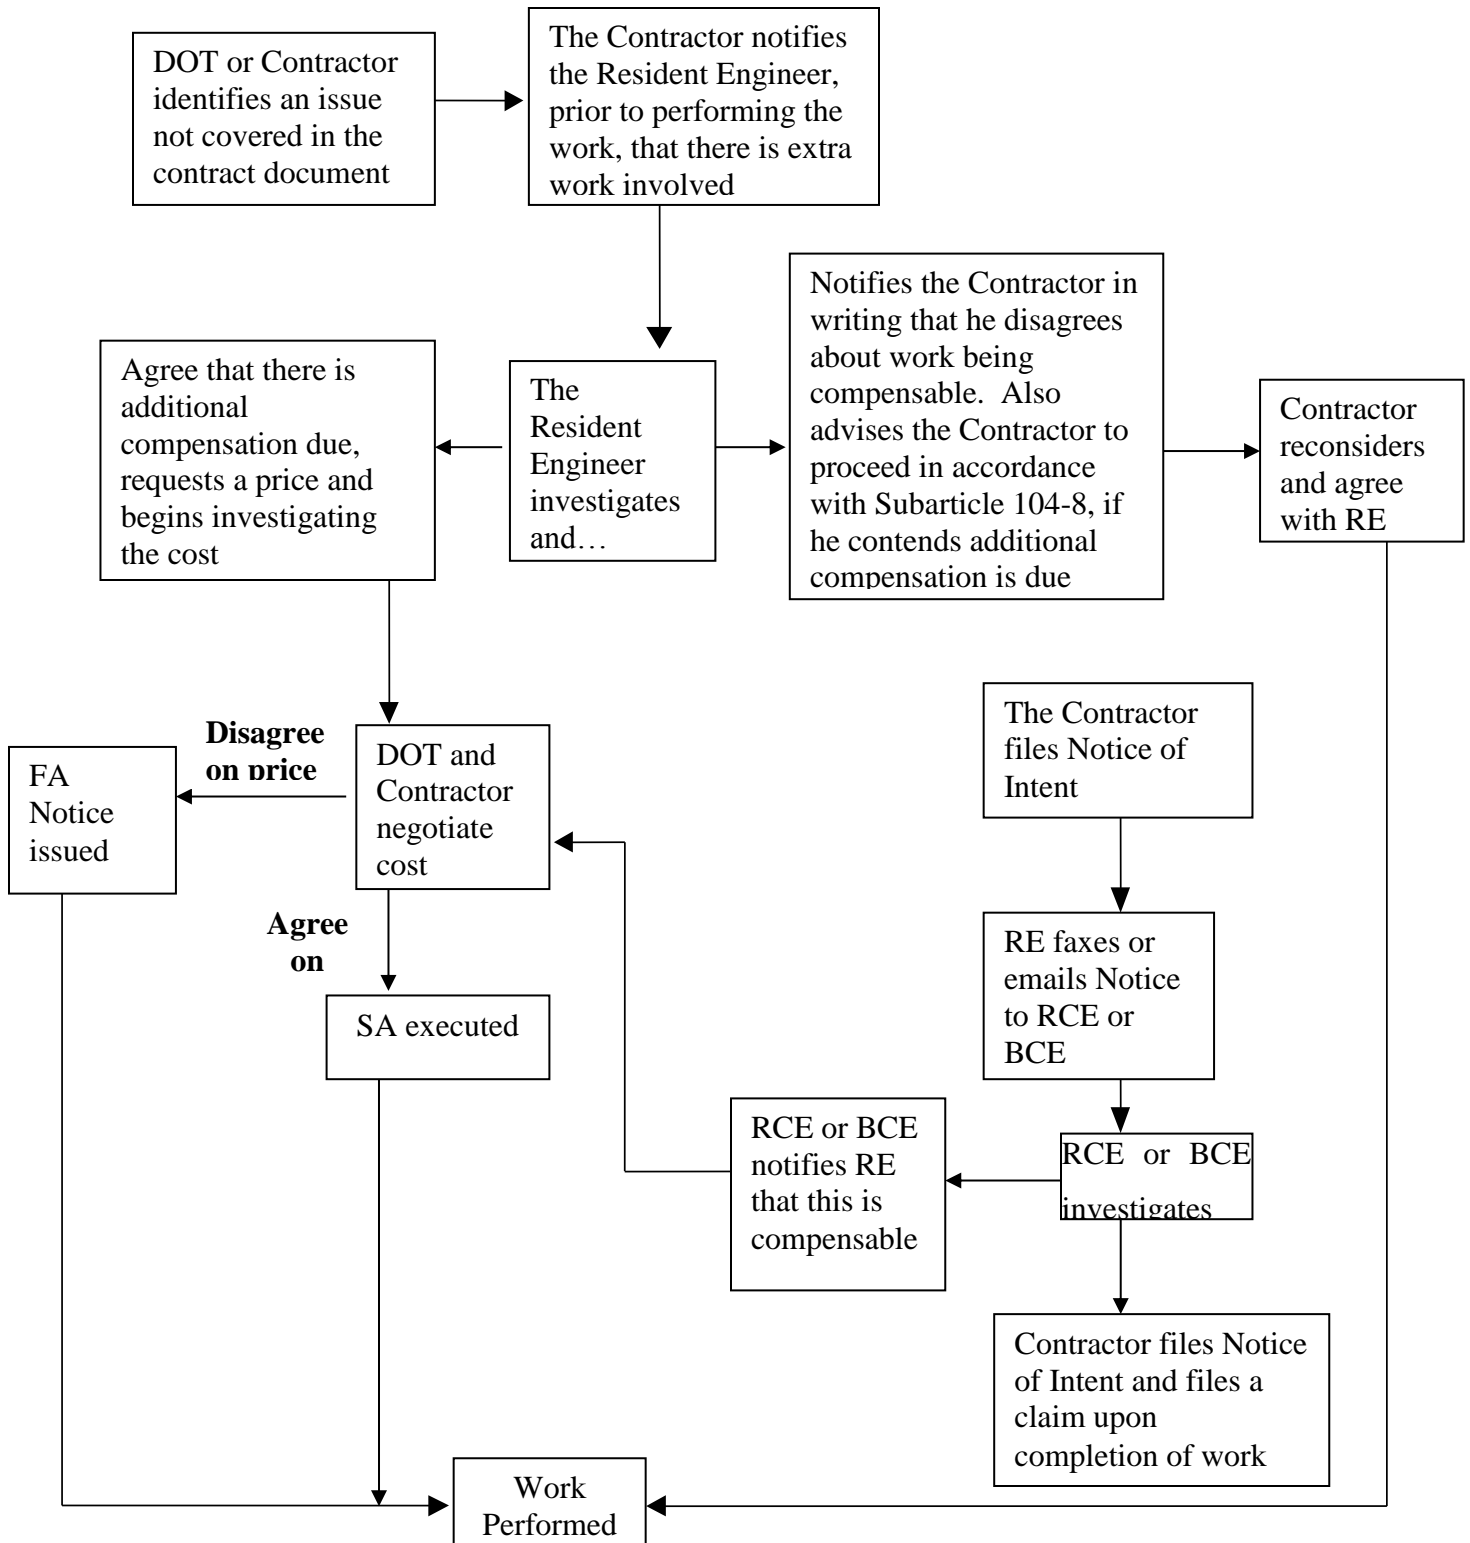 DOT or Contractor
identifies an issue
not covered in the
contract document
The Contractor notifies
the Resident Engineer,
prior to performing the
work, that there is extra
work involved
Agree that there is
additional
compensation due,
requests a price and
begins investigating
the cost
The
Resident
Engineer
investigates
and…
Notifies the Contractor in
writing that he disagrees
about work being
compensable.  Also
advises the Contractor to
proceed in accordance
with Subarticle 104-8, if
he contends additional
compensation is due
Contractor
reconsiders
and agree
with RE
Disagree
on price
FA
Notice
issued
DOT and
Contractor
negotiate
cost
The Contractor
files Notice of
Intent
Agree
on
SA executed
RE faxes or
emails Notice
to RCE or
BCE
RCE or BCE
notifies RE
that this is
compensable
RCE or BCE
investigates
Contractor files Notice
of Intent and files a
claim upon
completion of work
Work
Performed